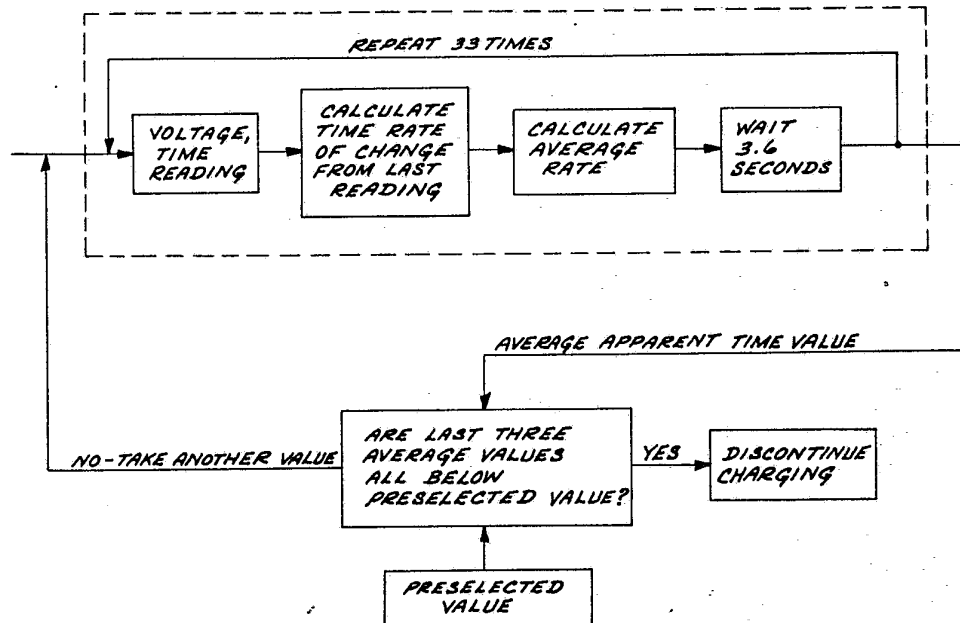 REPEAT 33 TIMES
VOLTAGE,
TIME
READING
CALCULATE
TIME RATE
OF CHANGE
FROM LAST
READING
CALCULATE
AVERAGE
RATE
WAIT
3.6
SECONDS
AVERAGE APPARENT TIME VALUE
ARE LAST THREE
AVERAGE VALUES
ALL BELOW
PRESELECTED VALUE?
NO-TAKE ANOTHER VALUE
YES
DISCONTINUE
CHARGING
PRESELECTED
VALUE